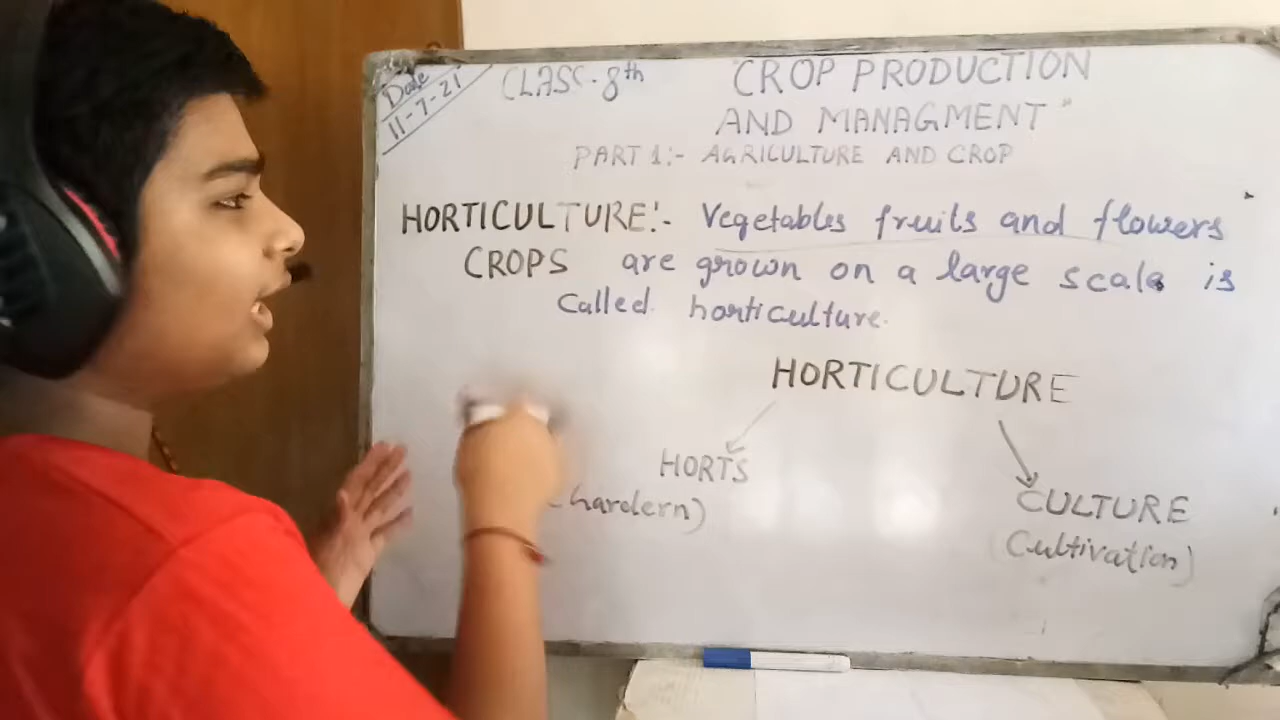 Date
11-7-21
CLASS-8th
"CROP PRODUCTION
AND MANAGMENT"
PART 1:- AGRICULTURE AND CROP
HORTICULTURE:- Vegetables fruits and flowers
CROPS are grown on a large scale is
Called horticulture.
HORTICULTURE
HORTS
CULTURE
(Cultivation)